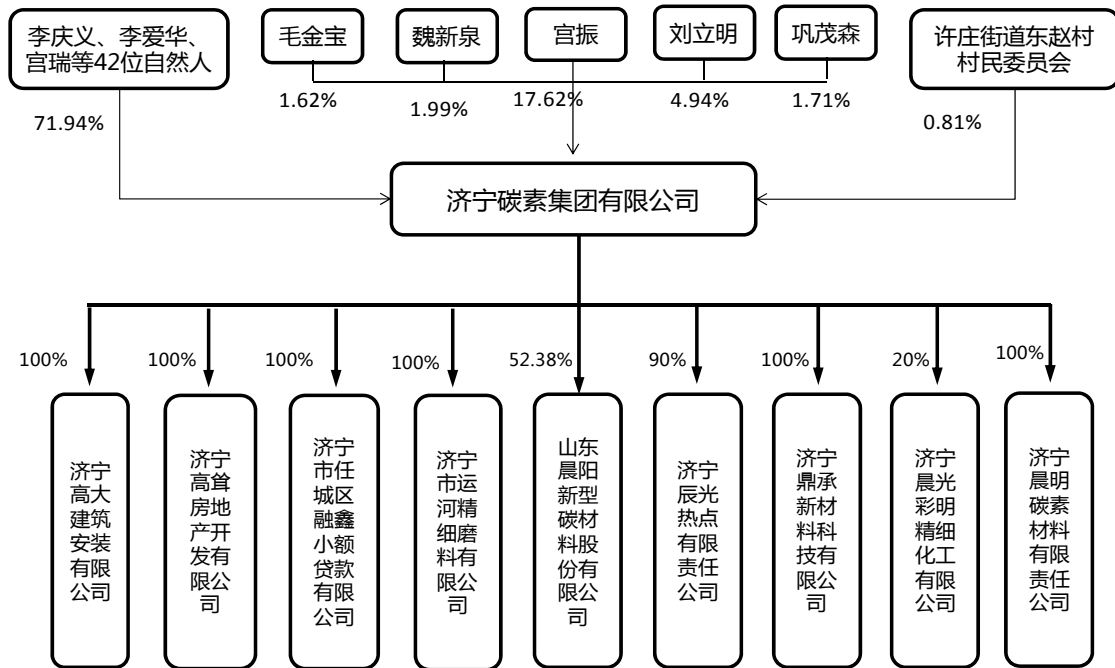 李庆义、李爱华、
宫瑞等42位自然人
毛金宝
魏新泉
宫振
刘立明
巩茂森
许庄街道东赵村
村民委员会
71.94%
1.62%
1.99%
17.62%
4.94%
1.71%
0.81%
济宁碳素集团有限公司
100%
100%
100%
100%
52.38%
90%
100%
20%
100%
济宁
高大
建筑
安装
有限
公司
济宁
高耸
房地
产开
发有
限公
司
济宁
市任
城区
融鑫
小额
贷款
有限
公司
济宁
市运
河精
细磨
料有
限公
司
山东
晨阳
新型
碳材
料股
份有
限公
司
济宁
辰光
热点
有限
责任
公司
济宁
鼎承
新材
料科
技有
限公
司
济宁
晨光
彩明
精细
化工
有限
公司
济宁
晨明
碳素
材料
有限
责任
公司